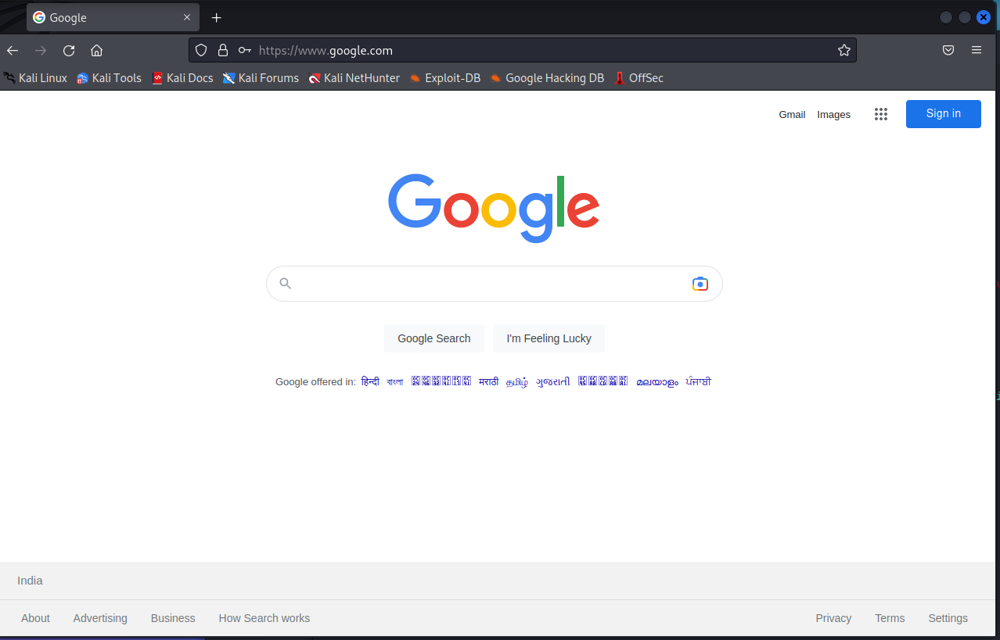 Google
https://www.google.com
Kali Linux Kali Tools Kali Docs Kali Forums Kali NetHunter Exploit-DB Google Hacking DB OffSec
Gmail Images Sign in
Google
Google Search I'm Feeling Lucky
Google offered in: हिन्दी বাংলা मराठी தமிழ் ગુજરાતી മലയാളം ਪੰਜਾਬੀ
India
About Advertising Business How Search works Privacy Terms Settings